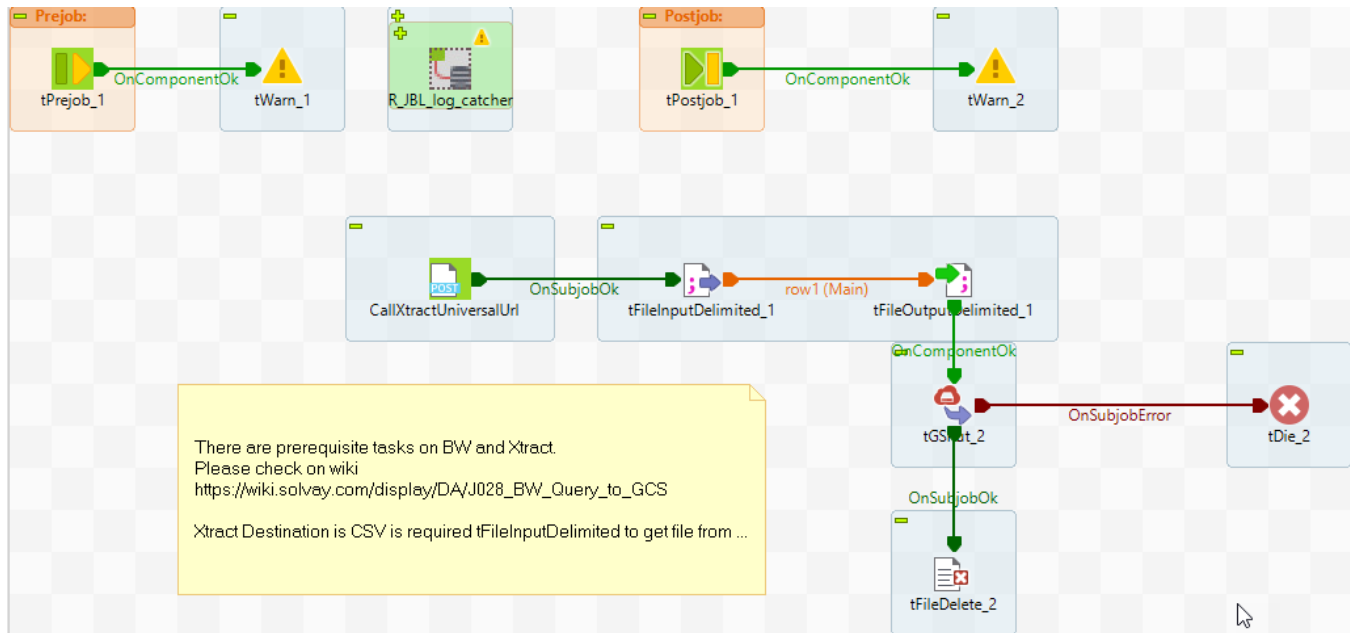 Prejob:
Postjob:
OnComponentOk
OnComponentOk
tPrejob_1
tWarn_1
R_JBL_log_catcher
tPostjob_1
tWarn_2
POST
OnSubjobOk
row1 (Main)
CallXtractUniversalUrl
tFileInputDelimited_1
tFileOutputDelimited_1
OnComponentOk
OnSubjobError
tDie_2
There are prerequisite tasks on BW and Xtract.
Please check on wiki
https://wiki.solvay.com/display/DA/J028_BW_Query_to_GCS
Xtract Destination is CSV is required tFileInputDelimited to get file from ...
OnSubjobOk
tFileDelete_2